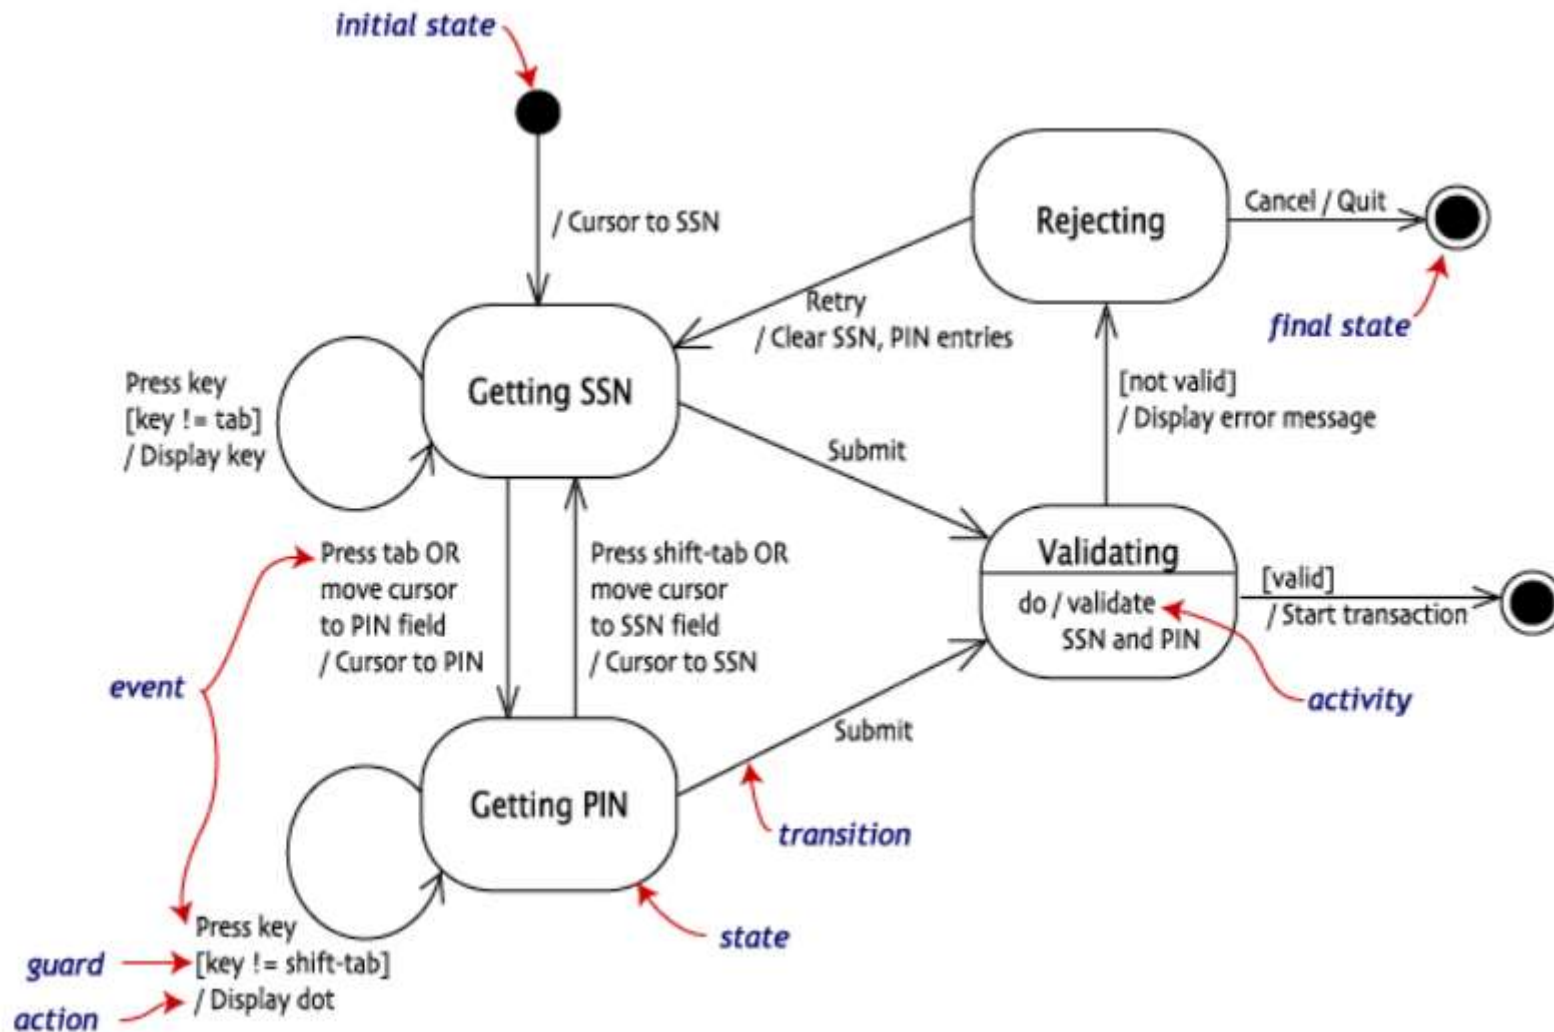 initial state
/ Cursor to SSN
Rejecting
Cancel / Quit
final state
Retry
/ Clear SSN, PIN entries
Getting SSN
Press key
[key != tab]
/ Display key
[not valid]
/ Display error message
Submit
Press tab OR
move cursor
to PIN field
/ Cursor to PIN
Press shift-tab OR
move cursor
to SSN field
/ Cursor to SSN
Validating
do / validate
SSN and PIN
[valid]
/ Start transaction
event
activity
Submit
Getting PIN
transition
state
Press key
[key != shift-tab]
/ Display dot
guard
action